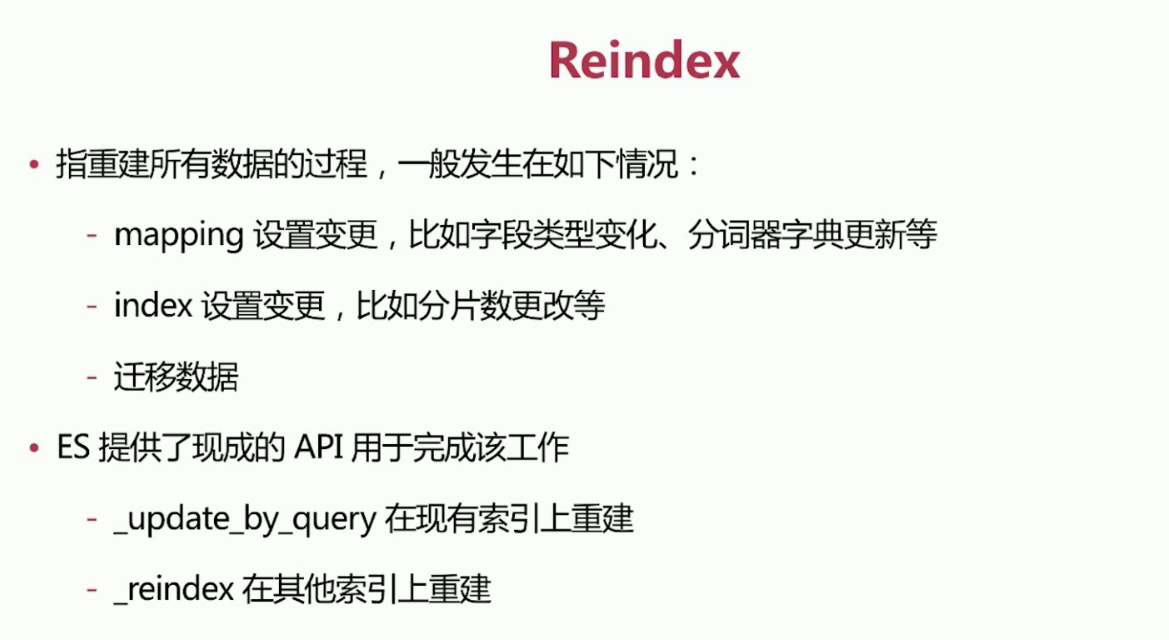 Reindex
• 指重建所有数据的过程，一般发生在如下情况：
- mapping 设置变更，比如字段类型变化、分词器字典更新等
- index 设置变更，比如分片数更改等
- 迁移数据
• ES 提供了现成的 API 用于完成该工作
- _update_by_query 在现有索引上重建
- _reindex 在其他索引上重建